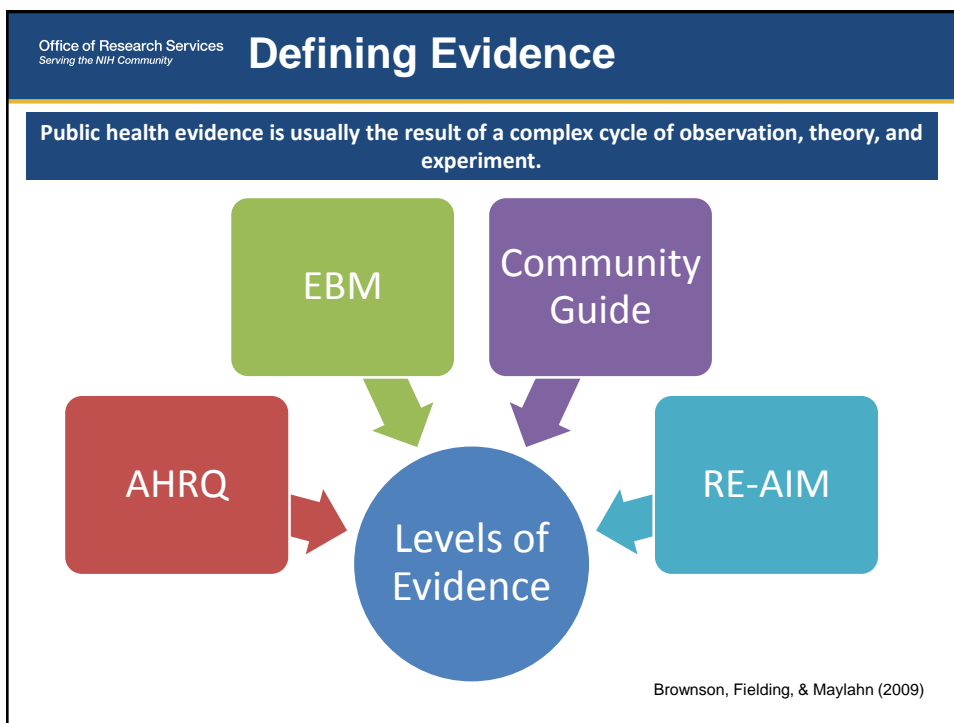 Office of Research Services
Serving the NIH Community
Defining Evidence
Public health evidence is usually the result of a complex cycle of observation, theory, and
experiment.
EBM
Community
Guide
AHRQ
RE-AIM
Levels of
Evidence
Brownson, Fielding, & Maylahn (2009)